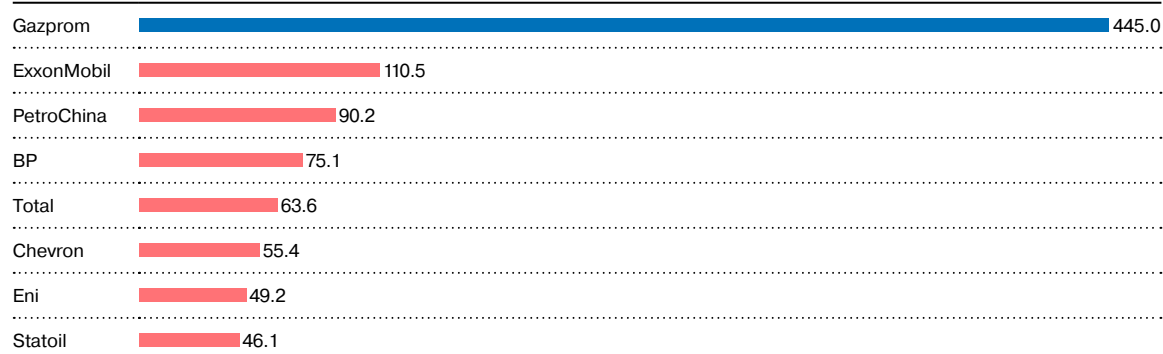 Gazprom 445.0
ExxonMobil 110.5
PetroChina 90.2
BP 75.1
Total 63.6
Chevron 55.4
Eni 49.2
Statoil 46.1